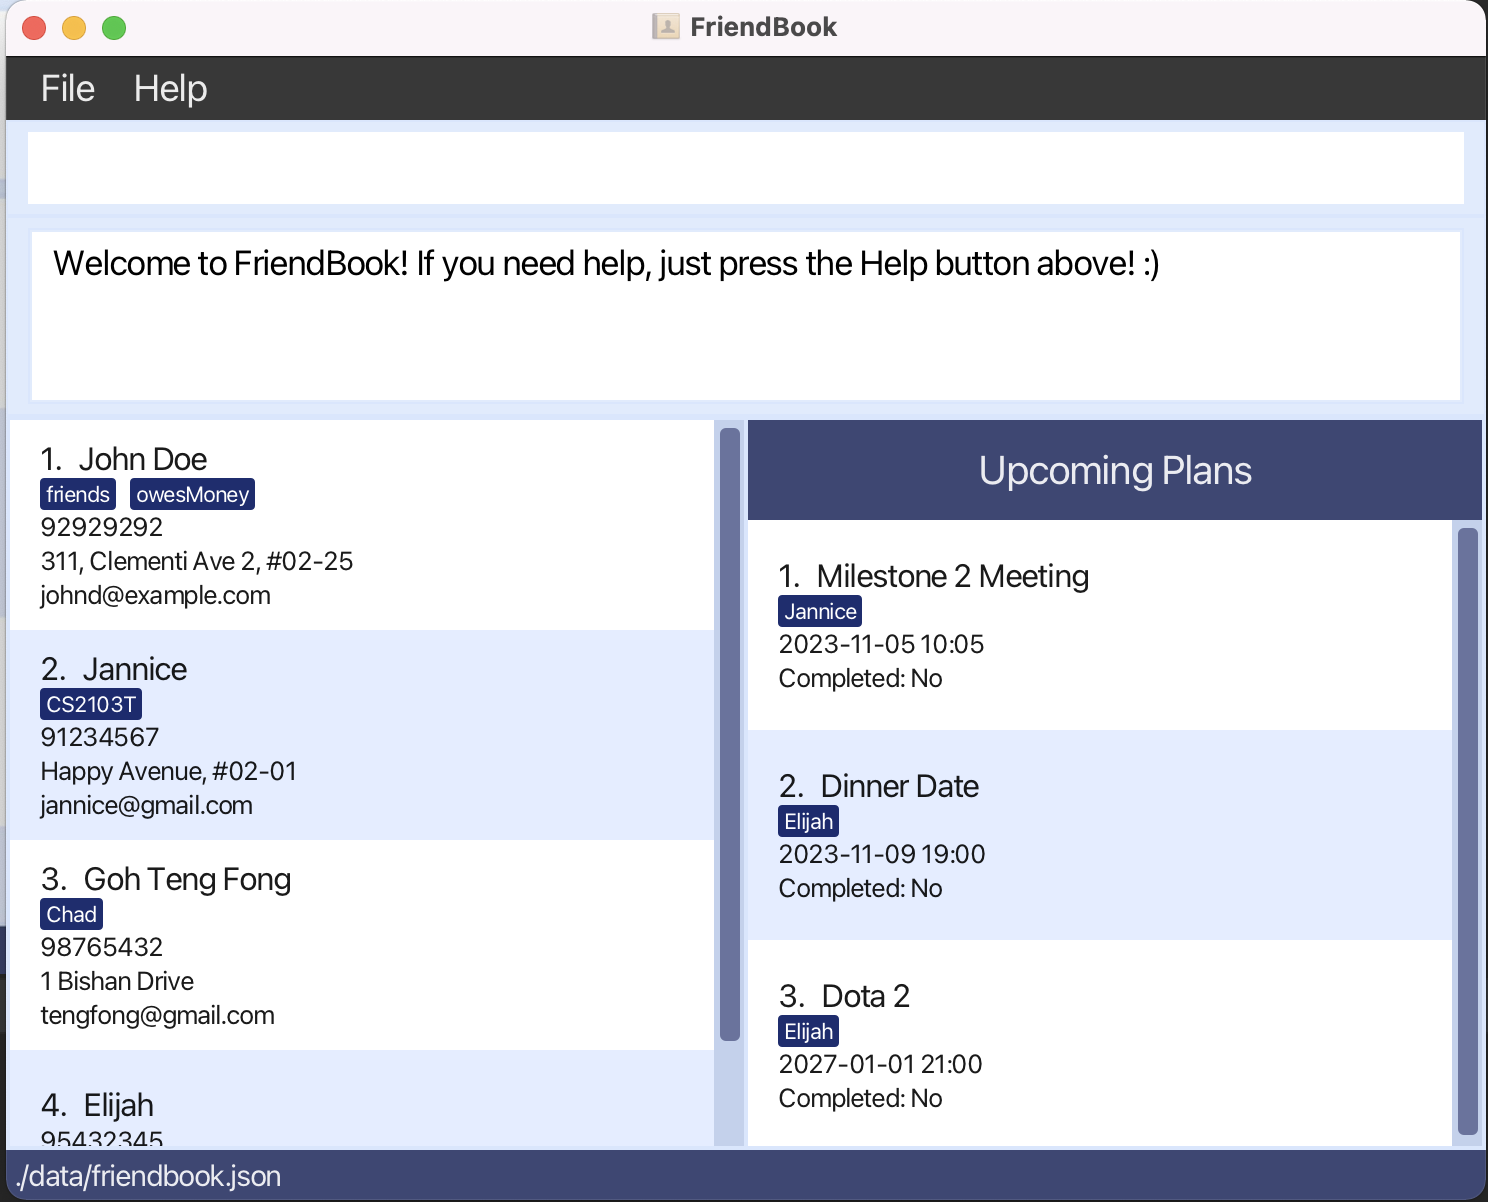 FriendBook
File Help
Welcome to FriendBook! If you need help, just press the Help button above! :)
1. John Doe
friends owesMoney
92929292
311, Clementi Ave 2, #02-25
johnd@example.com
2. Jannice
CS2103T
91234567
Happy Avenue, #02-01
jannice@gmail.com
3. Goh Teng Fong
Chad
98765432
1 Bishan Drive
tengfong@gmail.com
4. Elijah
95432345
Upcoming Plans
1. Milestone 2 Meeting
Jannice
2023-11-05 10:05
Completed: No
2. Dinner Date
Elijah
2023-11-09 19:00
Completed: No
3. Dota 2
Elijah
2027-01-01 21:00
Completed: No
./data/friendbook.json